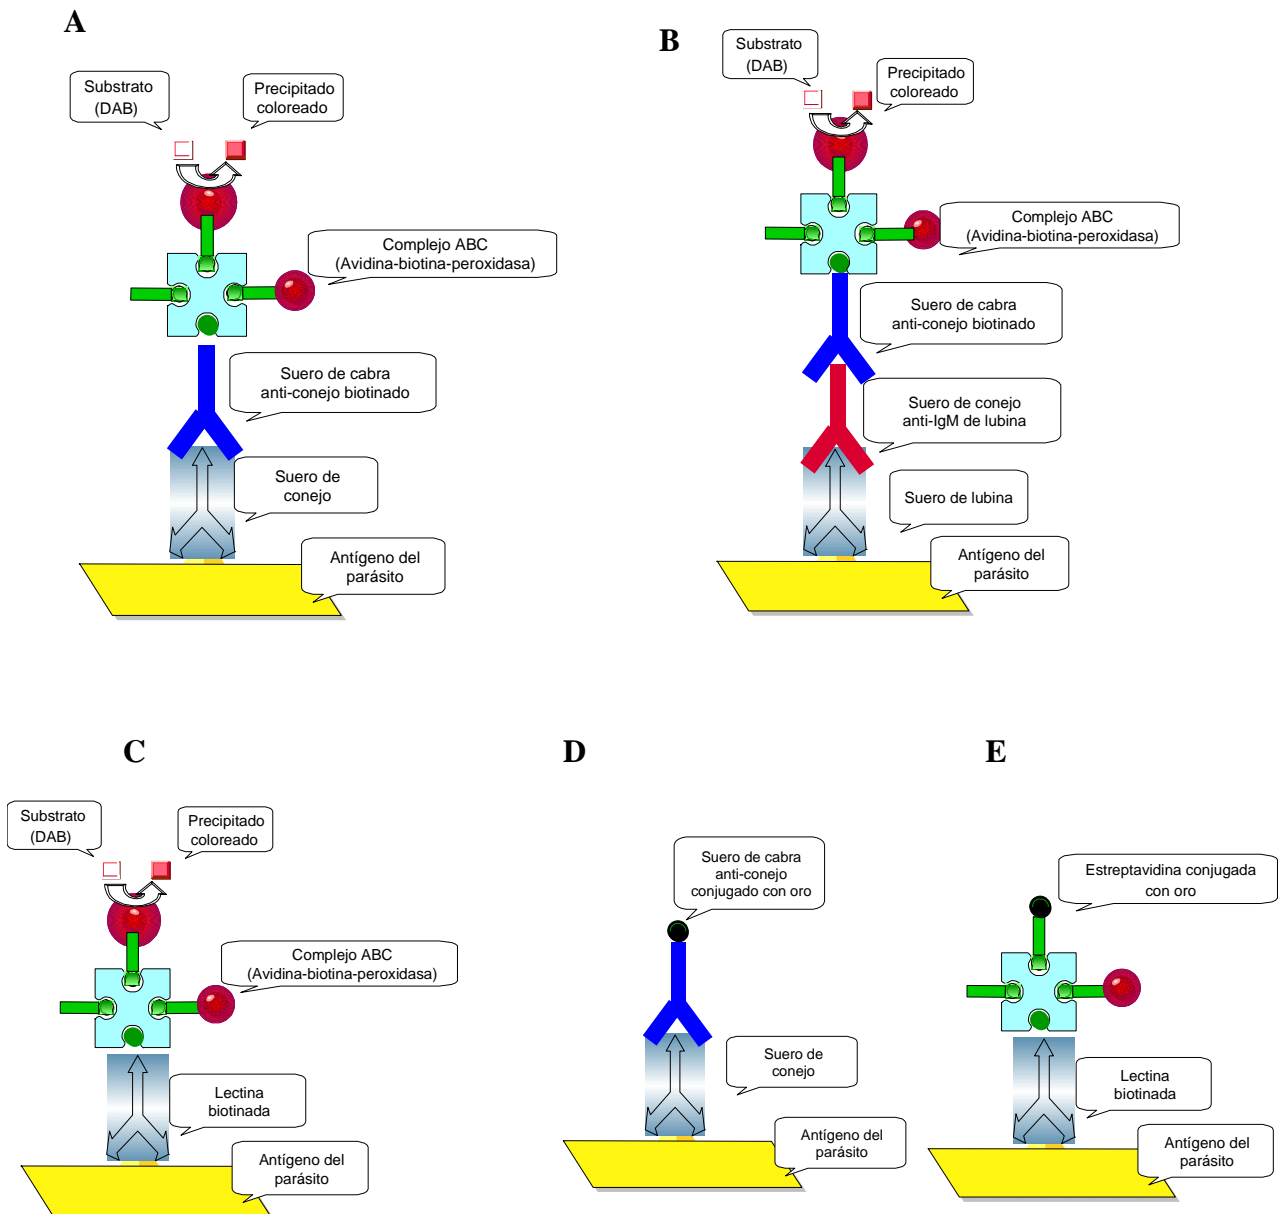 A
Substrato
(DAB)
Precipitado
coloreado
Complejo ABC
(Avidina-biotina-peroxidasa)
Suero de cabra
anti-conejo biotinado
Suero de
conejo
Antígeno del
parásito
B
Substrato
(DAB)
Precipitado
coloreado
Complejo ABC
(Avidina-biotina-peroxidasa)
Suero de cabra
anti-conejo biotinado
Suero de conejo
anti-IgM de lubina
Suero de lubina
Antígeno del
parásito
C
Substrato
(DAB)
Precipitado
coloreado
Complejo ABC
(Avidina-biotina-peroxidasa)
Lectina
biotinada
Antígeno del
parásito
D
Suero de cabra
anti-conejo
conjugado con oro
Suero de
conejo
Antígeno del
parásito
E
Estreptavidina conjugada
con oro
Lectina
biotinada
Antígeno del
parásito